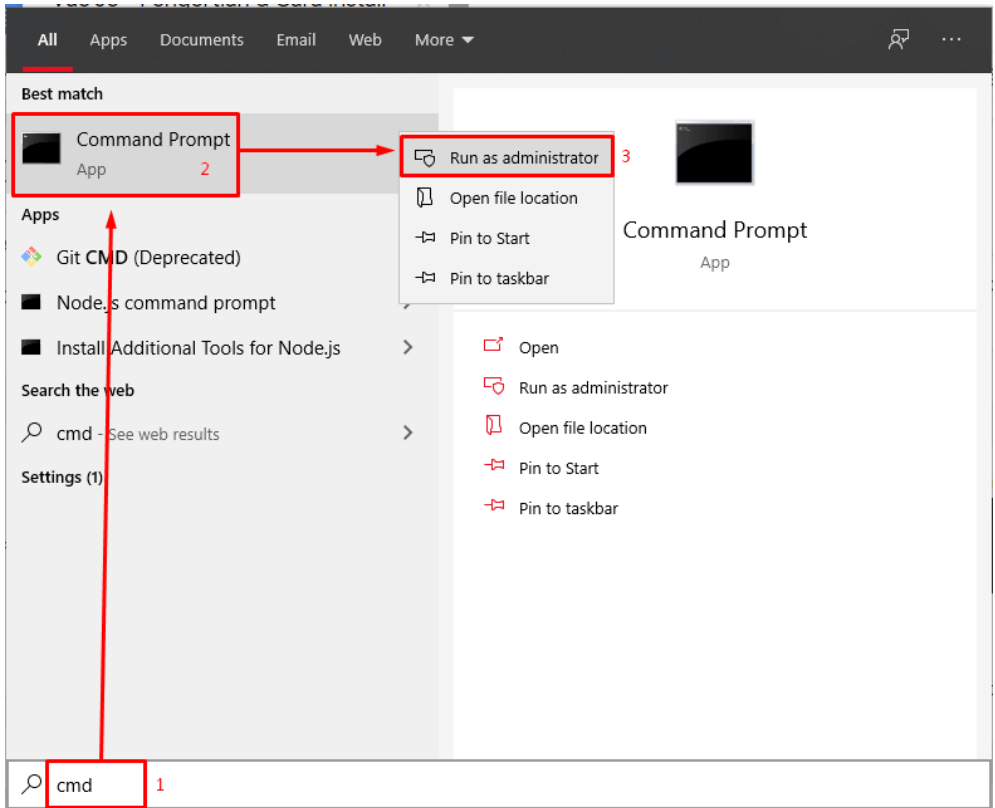 All Apps Documents Email Web More
Best match
Command Prompt
App 2
Run as administrator 3
Open file location
Pin to Start
Pin to taskbar
Apps
Git CMD (Deprecated)
Node.js command prompt
Install Additional Tools for Node.js
Search the web
cmd - See web results
Settings (1)
Command Prompt
App
Open
Run as administrator
Open file location
Pin to Start
Pin to taskbar
cmd 1